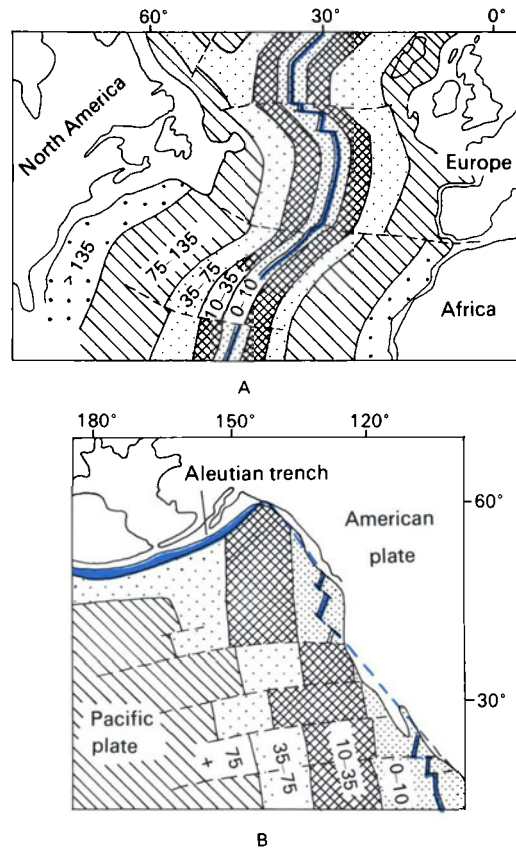 60° 30° 0°
North America
Europe
Africa
> 135
75–135
35–75
10–35
0–10
A
180° 150° 120°
Aleutian trench
60°
American
plate
30°
Pacific
plate
75
+
35–75
10–35
0–10
B